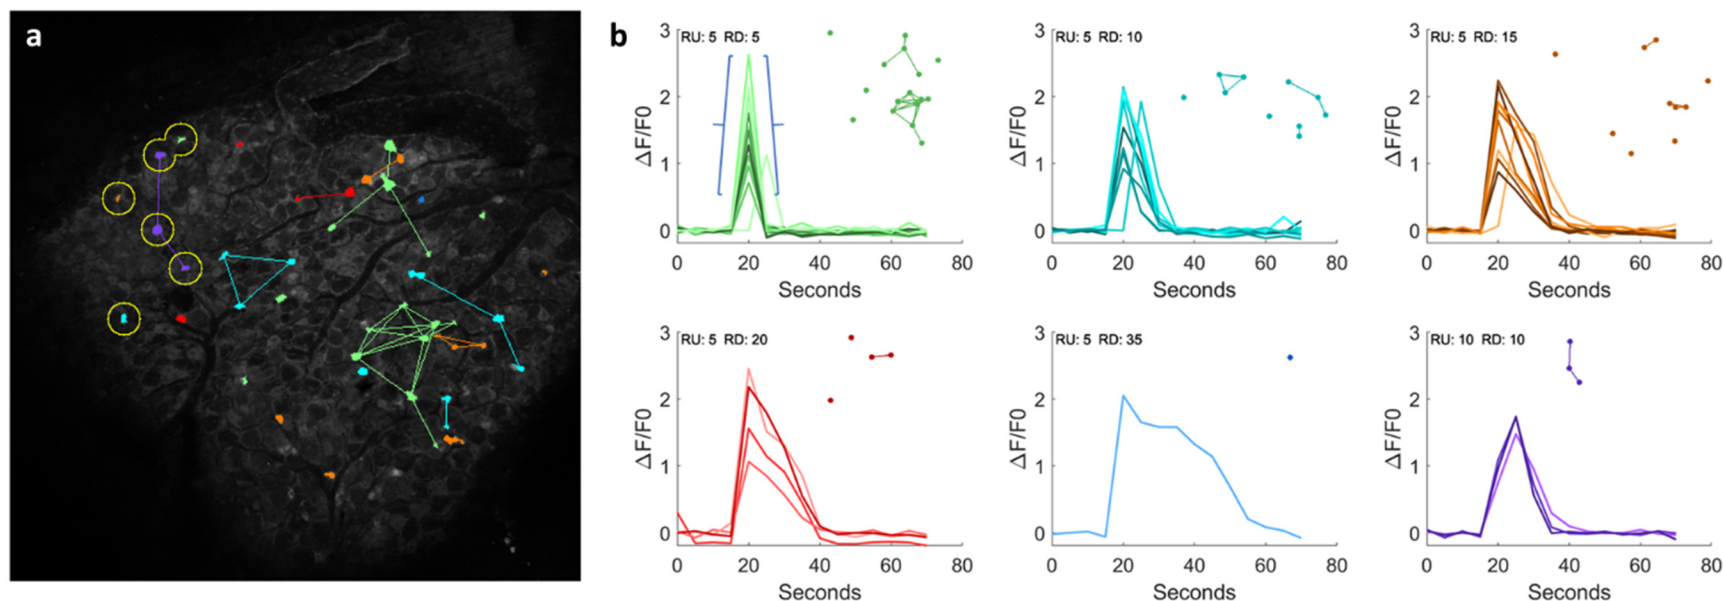 a
b
3
2
1
0
ΔF/F0
RU: 5 RD: 5
0 20 40 60 80
Seconds
3
2
1
0
ΔF/F0
RU: 5 RD: 10
0 20 40 60 80
Seconds
3
2
1
0
ΔF/F0
RU: 5 RD: 15
0 20 40 60 80
Seconds
3
2
1
0
ΔF/F0
RU: 5 RD: 20
0 20 40 60 80
Seconds
3
2
1
0
ΔF/F0
RU: 5 RD: 35
0 20 40 60 80
Seconds
3
2
1
0
ΔF/F0
RU: 10 RD: 10
0 20 40 60 80
Seconds